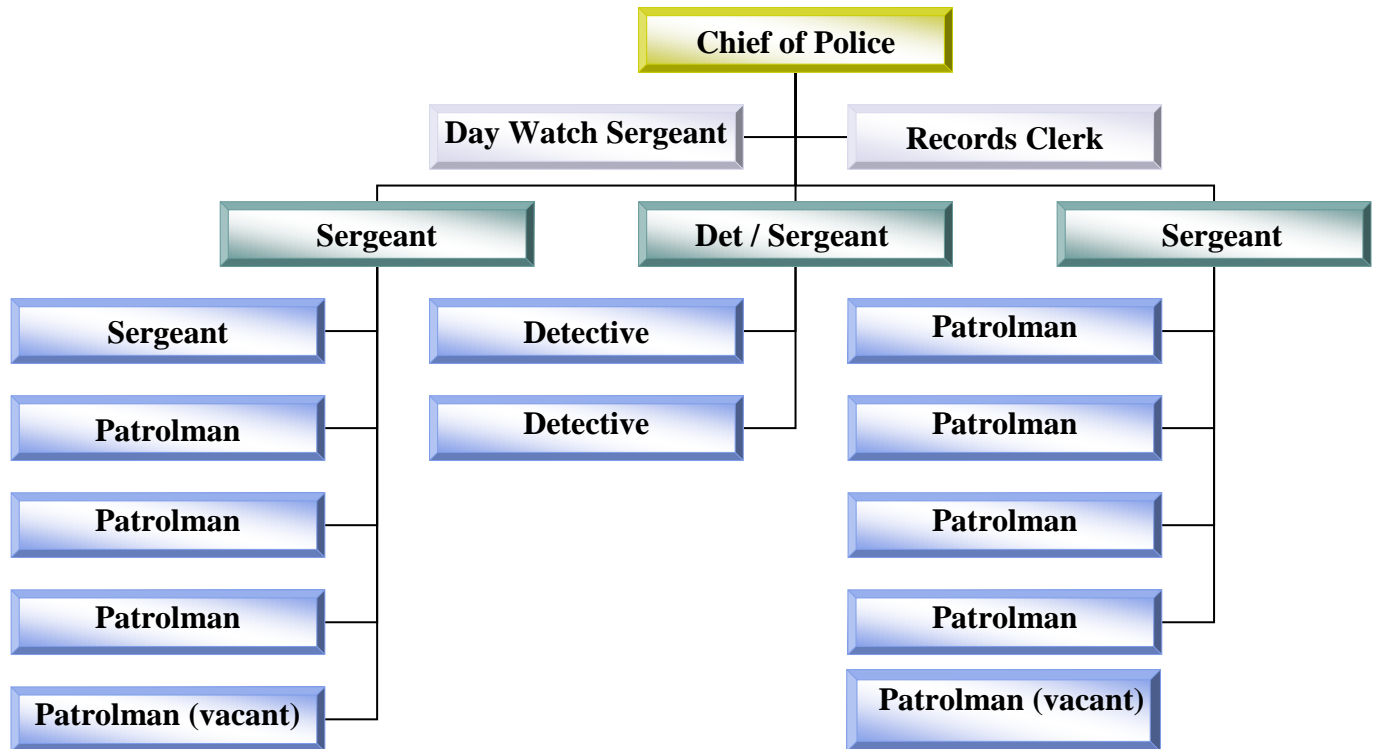 Chief of Police
Day Watch Sergeant
Records Clerk
Sergeant
Det / Sergeant
Sergeant
Sergeant
Detective
Patrolman
Patrolman
Detective
Patrolman
Patrolman
Patrolman
Patrolman
Patrolman
Patrolman (vacant)
Patrolman (vacant)